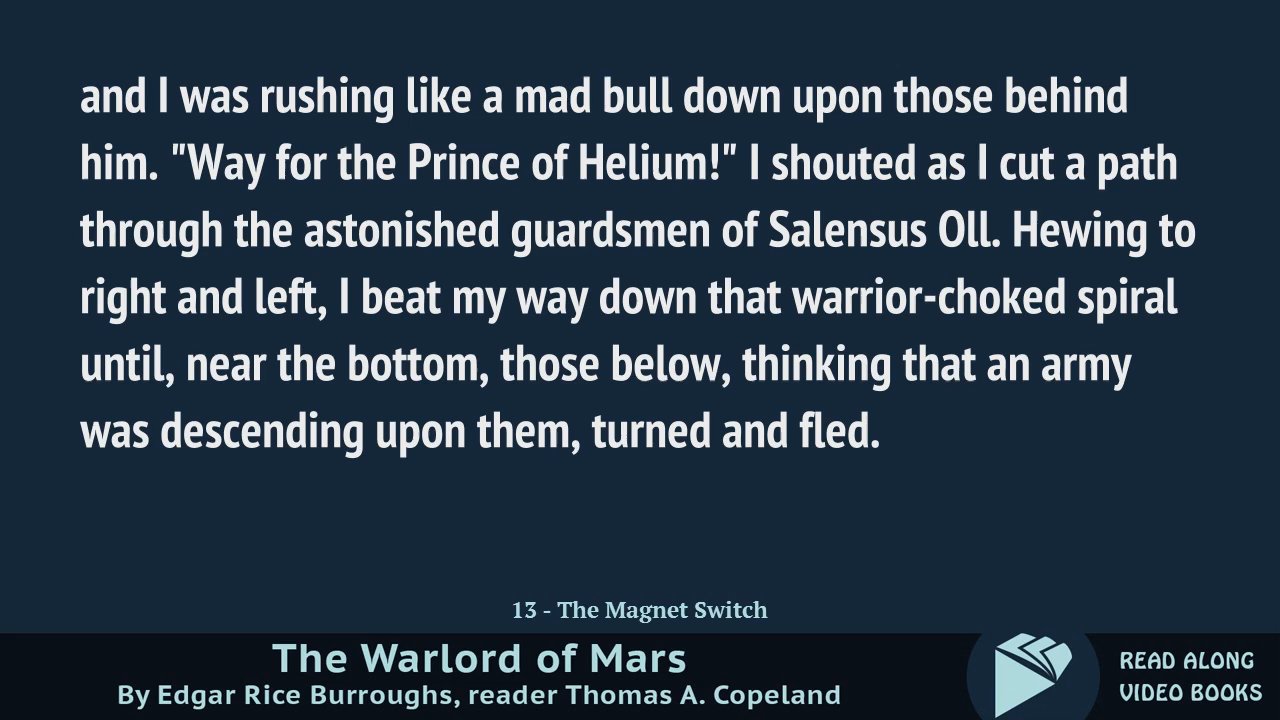 and I was rushing like a mad bull down upon those behind
him. "Way for the Prince of Helium!" I shouted as I cut a path
through the astonished guardsmen of Salensus Oll. Hewing to
right and left, I beat my way down that warrior-choked spiral
until, near the bottom, those below, thinking that an army
was descending upon them, turned and fled.
13 - The Magnet Switch
The Warlord of Mars
By Edgar Rice Burroughs, reader Thomas A. Copeland
READ ALONG
VIDEO BOOKS